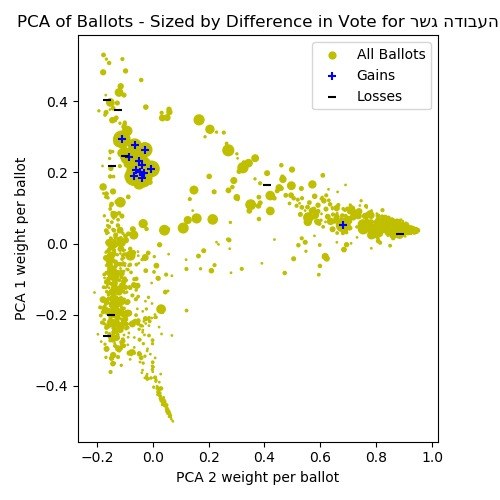 PCA of Ballots - Sized by Difference in Vote for העבודה גשר
All Ballots
Gains
Losses
PCA 1 weight per ballot
0.4
0.2
0.0
−0.2
−0.4
−0.2 0.0 0.2 0.4 0.6 0.8 1.0
PCA 2 weight per ballot